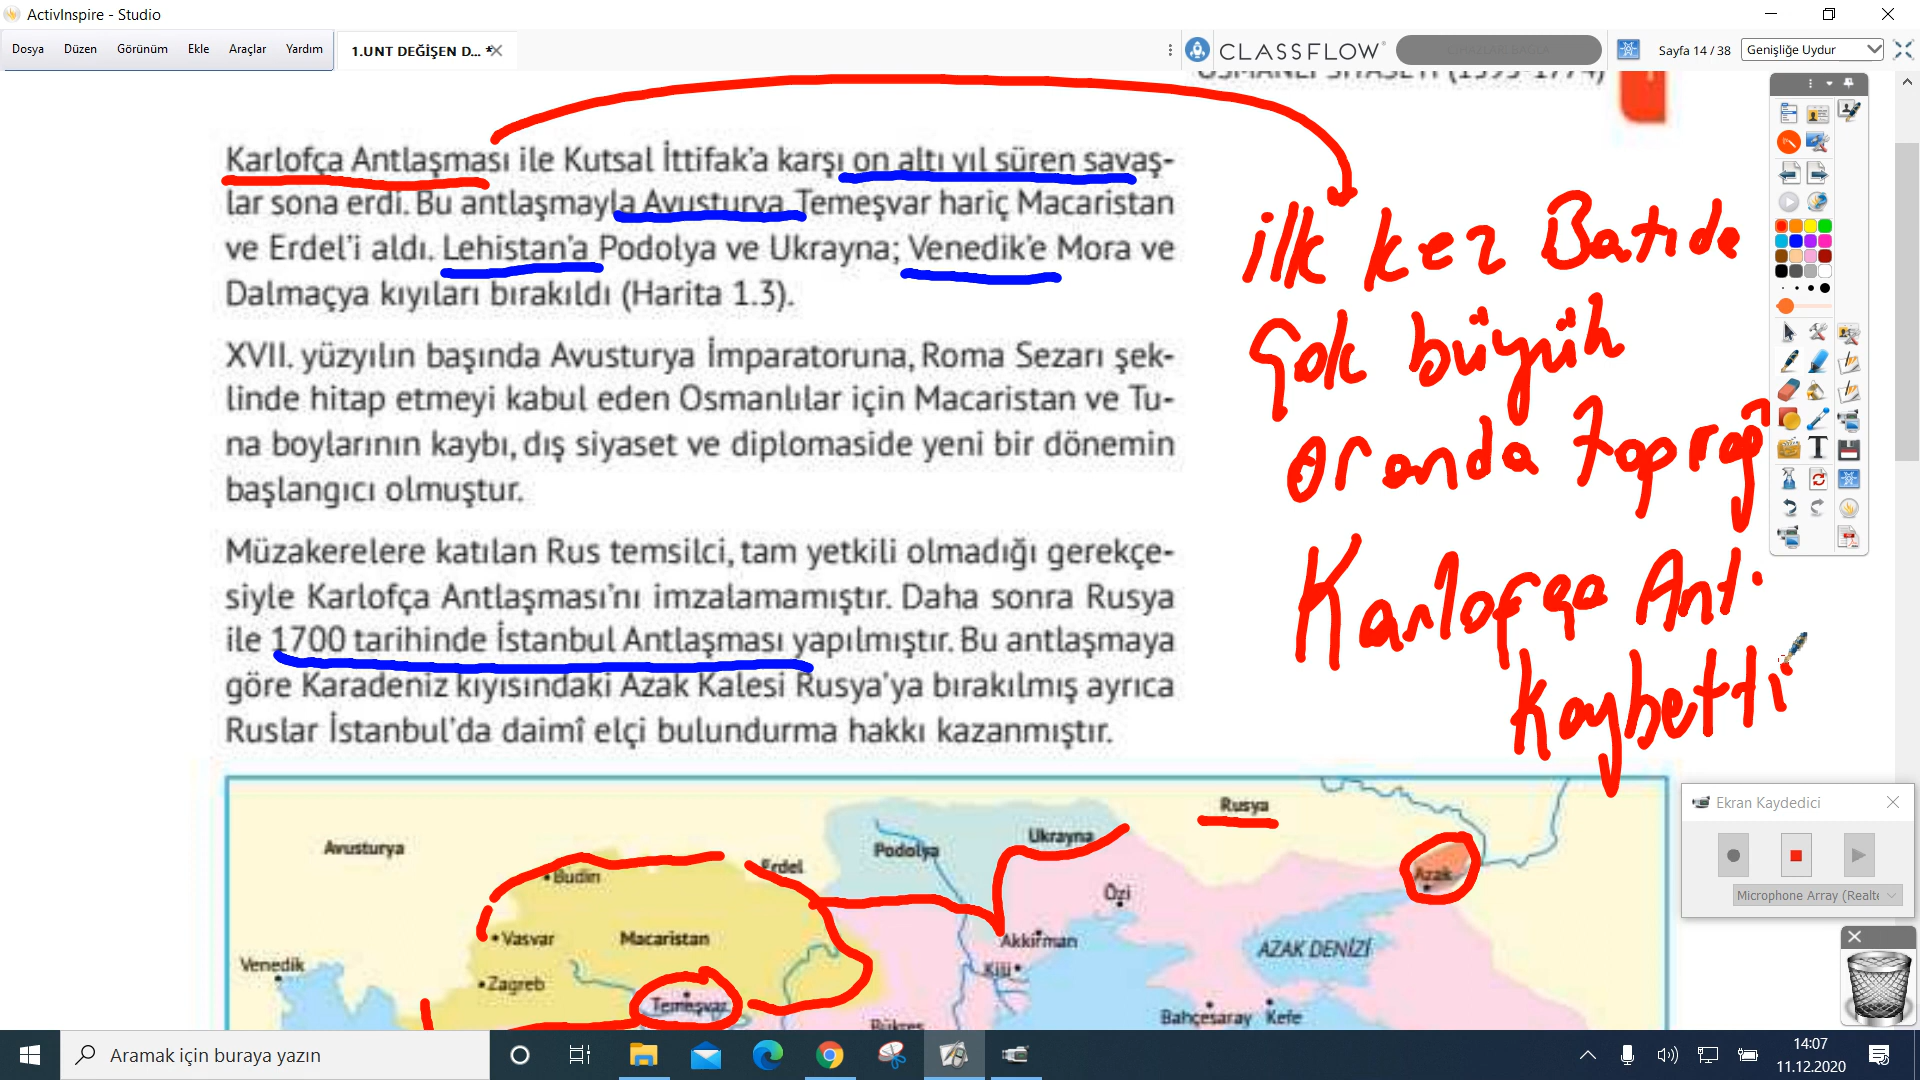 ActivInspire - Studio
Dosya Düzen Görünüm Ekle Araçlar Yardım
1.UNT DEĞİŞEN D... *
CLASSFLOW
Sayfa 14 / 38
Genişliğe Uydur
OSMANLI SİYASETİ (1595-1774)
Karlofça Antlaşması ile Kutsal İttifak'a karşı on altı yıl süren savaş-
lar sona erdi. Bu antlaşmayla Avusturya Temeşvar hariç Macaristan
ve Erdel'i aldı. Lehistan'a Podolya ve Ukrayna; Venedik'e Mora ve
Dalmaçya kıyıları bırakıldı (Harita 1.3).
XVII. yüzyılın başında Avusturya İmparatoruna, Roma Sezarı şek-
linde hitap etmeyi kabul eden Osmanlılar için Macaristan ve Tu-
na boylarının kaybı, dış siyaset ve diplomaside yeni bir dönemin
başlangıcı olmuştur.
Müzakerelere katılan Rus temsilci, tam yetkili olmadığı gerekçe-
siyle Karlofça Antlaşması'nı imzalamamıştır. Daha sonra Rusya
ile 1700 tarihinde İstanbul Antlaşması yapılmıştır. Bu antlaşmaya
göre Karadeniz kıyısındaki Azak Kalesi Rusya'ya bırakılmış ayrıca
Ruslar İstanbul'da daimî elçi bulundurma hakkı kazanmıştır.
ilk kez Batıda
Çok büyük
oranda toprağı
Karlofça Ant.
Kaybetti
Avusturya
Budin
Erdel
Podolya
Ukrayna
Rusya
Azak
Özi
Vasvar
Macaristan
Akkirman
AZAK DENİZİ
Venedik
Zagreb
Kili
Temeşvar
Bükreş
Bahçesaray
Kefe
Ekran Kaydedici
Microphone Array (Realte
Aramak için buraya yazın
14:07
11.12.2020